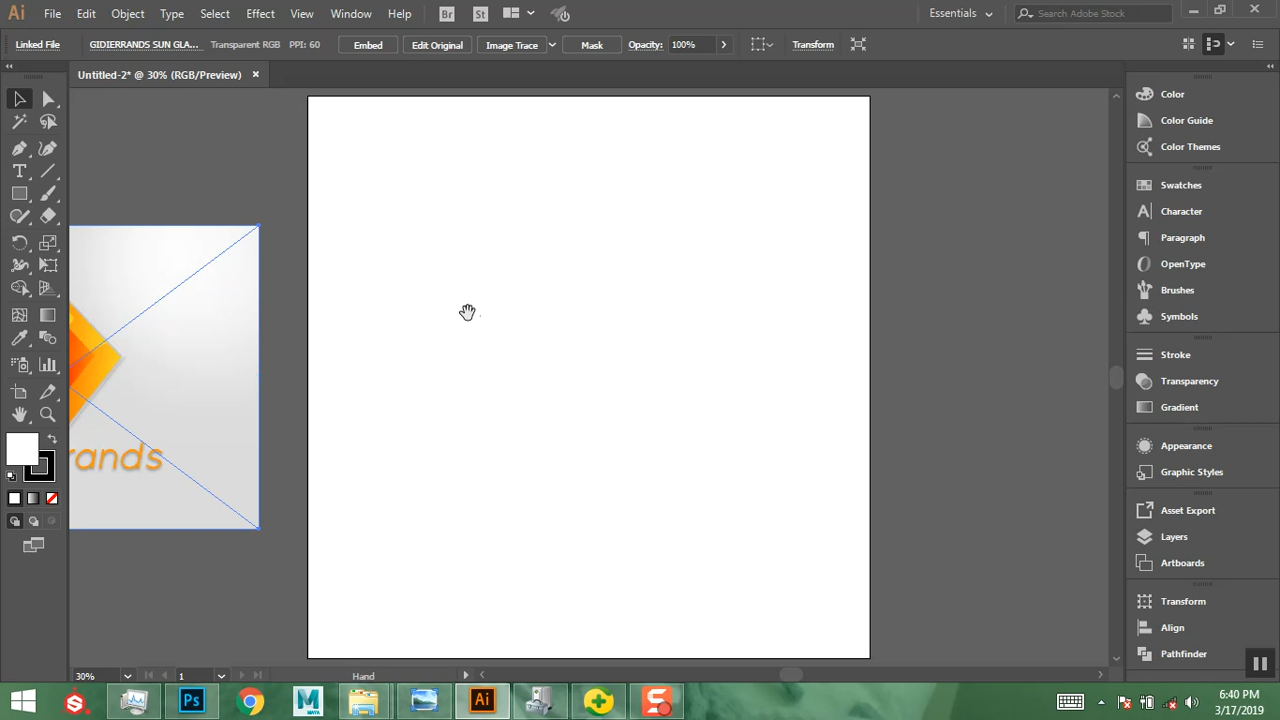 Ai File Edit Object Type Select Effect View Window Help Br St Essentials Search Adobe Stock
Linked File GIDIERRANDS SUN GLA... Transparent RGB PPI: 60 Embed Edit Original Image Trace Mask Opacity: 100% Transform
Untitled-2* @ 30% (RGB/Preview)
Color
Color Guide
Color Themes
Swatches
Character
Paragraph
OpenType
Brushes
Symbols
Stroke
Transparency
Gradient
Appearance
Graphic Styles
Asset Export
Layers
Artboards
Transform
Align
Pathfinder
rands
30% 1 Hand
Ps MAYA Ai
6:40 PM
3/17/2019